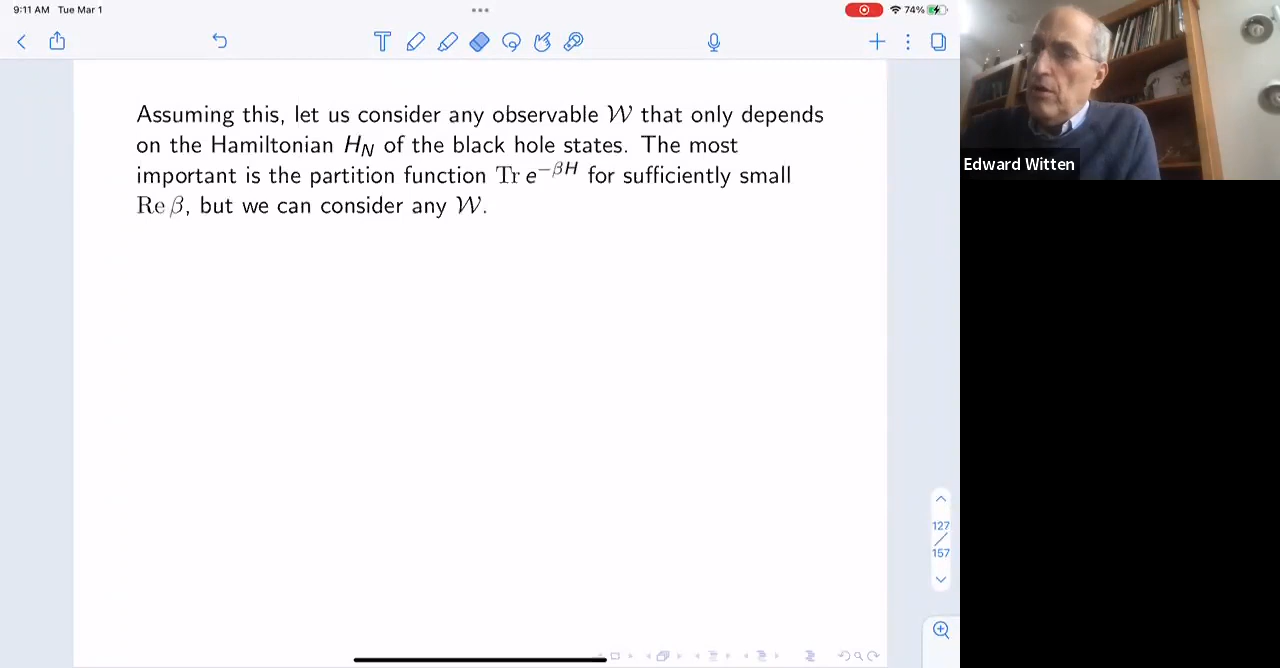 9:11 AM Tue Mar 1
74%
Assuming this, let us consider any observable 𝒲 that only depends
on the Hamiltonian H_N of the black hole states. The most
important is the partition function Tr e^{−βH} for sufficiently small
Re β, but we can consider any 𝒲.
Edward Witten
127
157